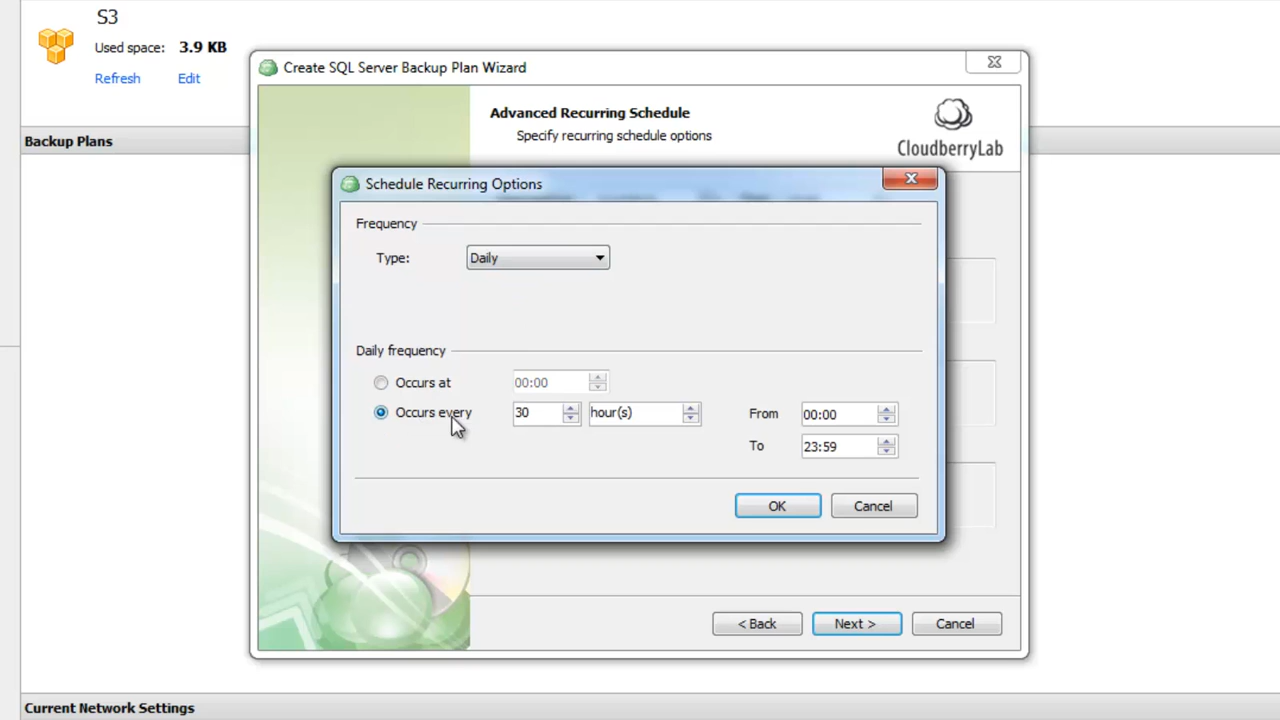 S3
Used space: 3.9 KB
Refresh Edit
Backup Plans
Create SQL Server Backup Plan Wizard
Advanced Recurring Schedule
Specify recurring schedule options
CloudberryLab
Schedule Recurring Options
Frequency
Type: Daily
Daily frequency
Occurs at 00:00
Occurs every 30 hour(s) From 00:00
To 23:59
OK Cancel
< Back Next > Cancel
Current Network Settings